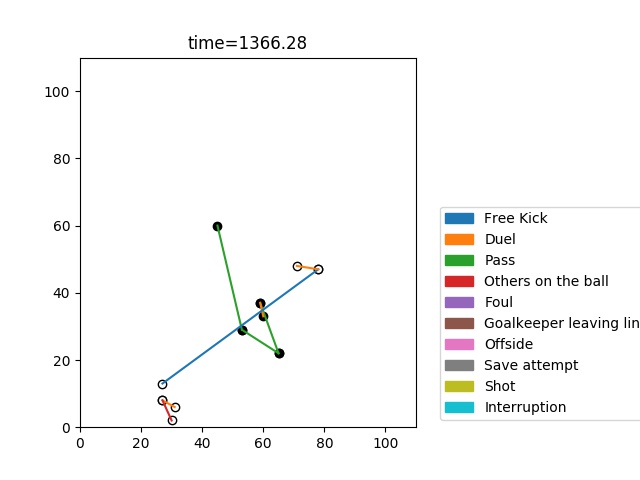 time=1366.28
100
80
60
40
20
0
0 20 40 60 80 100
Free Kick
Duel
Pass
Others on the ball
Foul
Goalkeeper leaving lin
Offside
Save attempt
Shot
Interruption